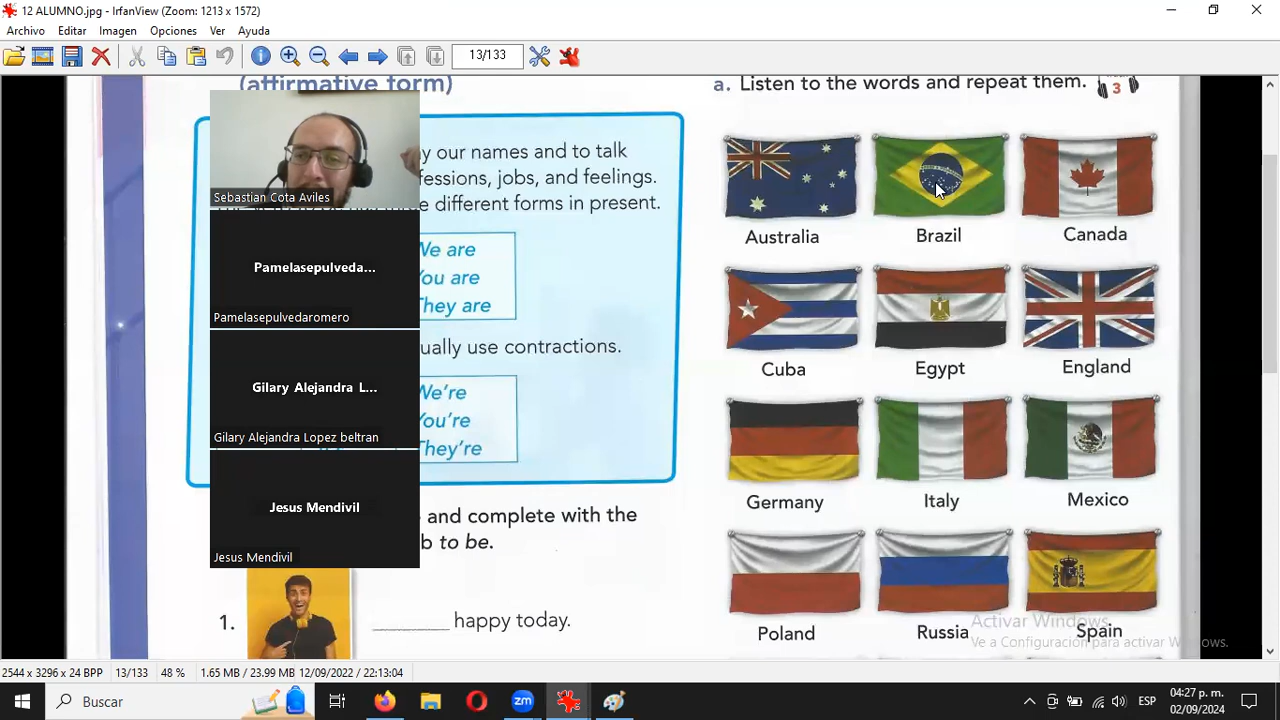 12 ALUMNO.jpg - IrfanView (Zoom: 1213 x 1572)
Archivo Editar Imagen Opciones Ver Ayuda
13/133
(affirmative form)
y our names and to talk
fessions, jobs, and feelings.
different forms in present.
We are
You are
They are
ually use contractions.
We're
You're
They're
and complete with the
b to be.
1. ________ happy today.
Sebastian Cota Aviles
Pamelasepulveda...
Pamelasepulvedaromero
Gilary Alejandra L...
Gilary Alejandra Lopez beltran
Jesus Mendivil
Jesus Mendivil
a. Listen to the words and repeat them.
3
Australia Brazil Canada
Cuba Egypt England
Germany Italy Mexico
Poland Russia Spain
Activar Windows
Ve a Configuración para activar Windows.
2544 x 3296 x 24 BPP 13/133 48 % 1.65 MB / 23.99 MB 12/09/2022 / 22:13:04
Buscar
zm
ESP
04:27 p. m.
02/09/2024